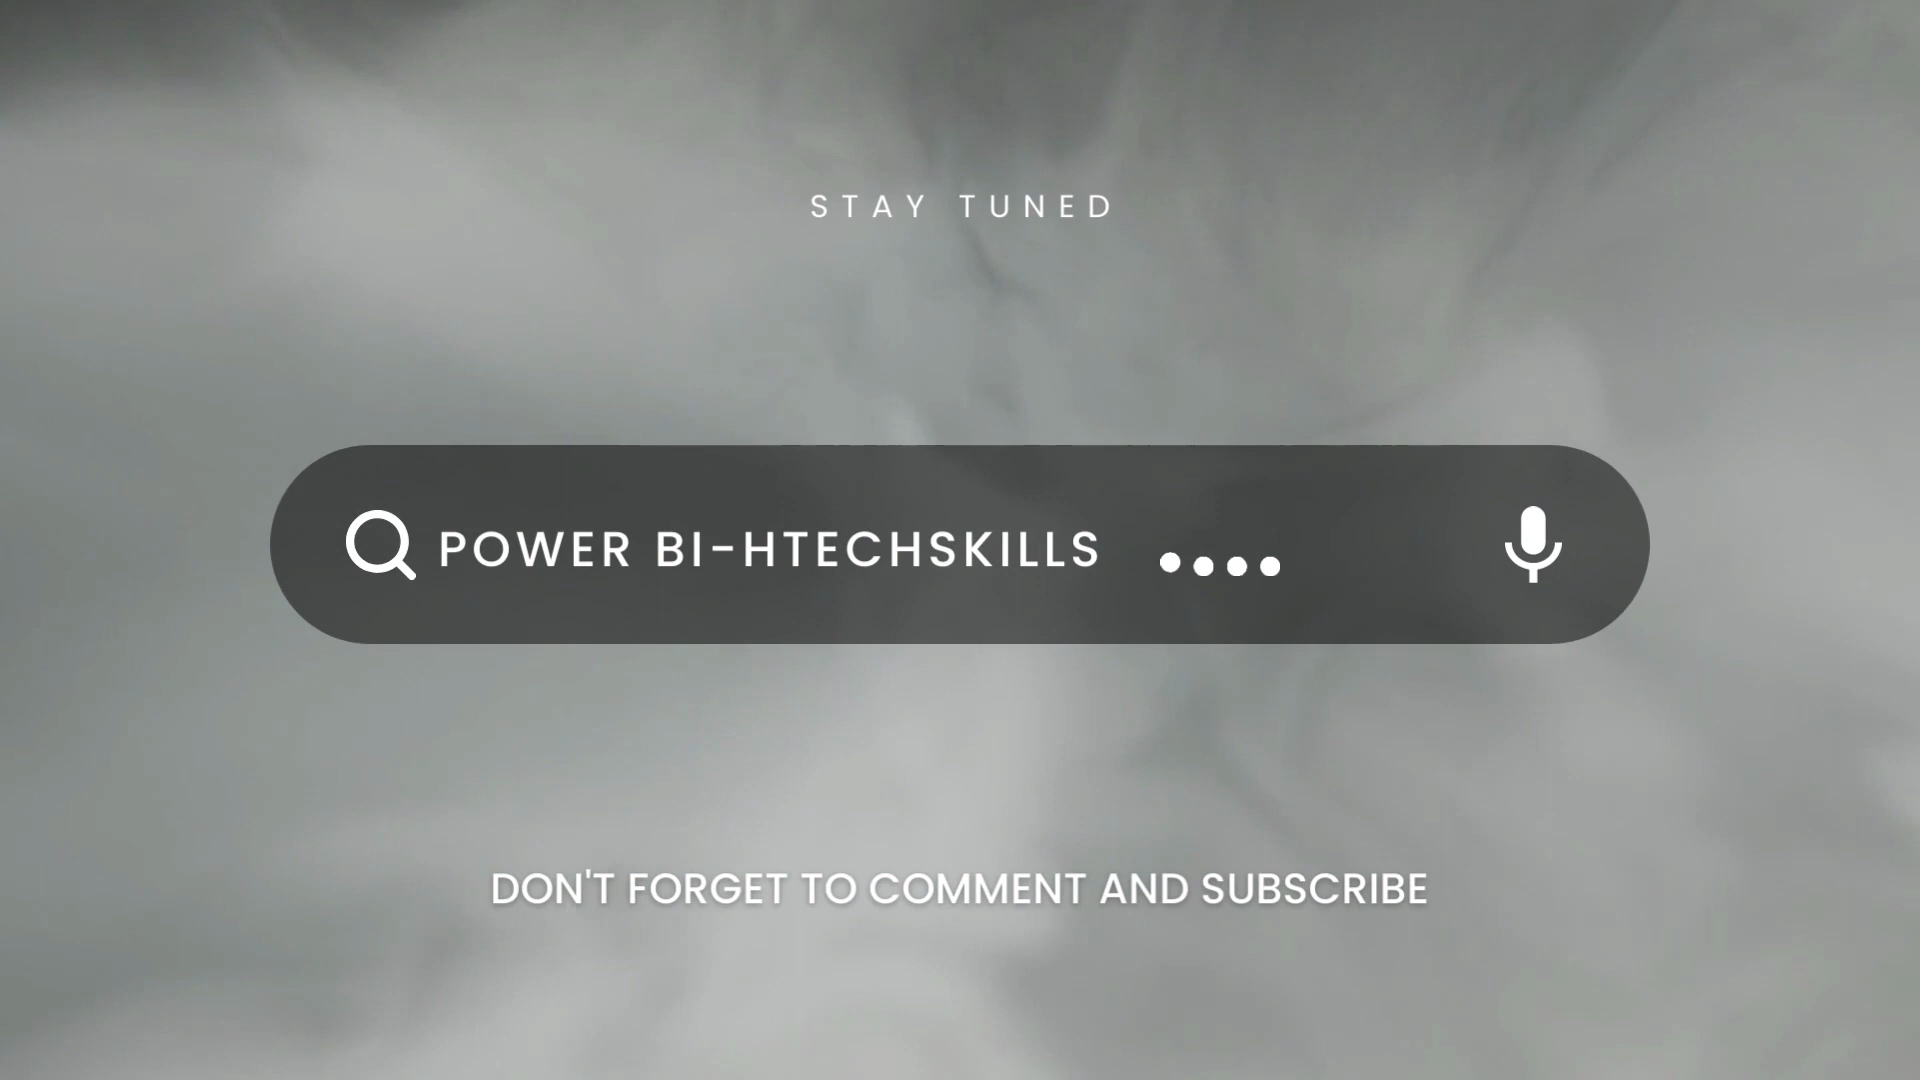 STAY TUNED
POWER BI-HTECHSKILLS
DON'T FORGET TO COMMENT AND SUBSCRIBE